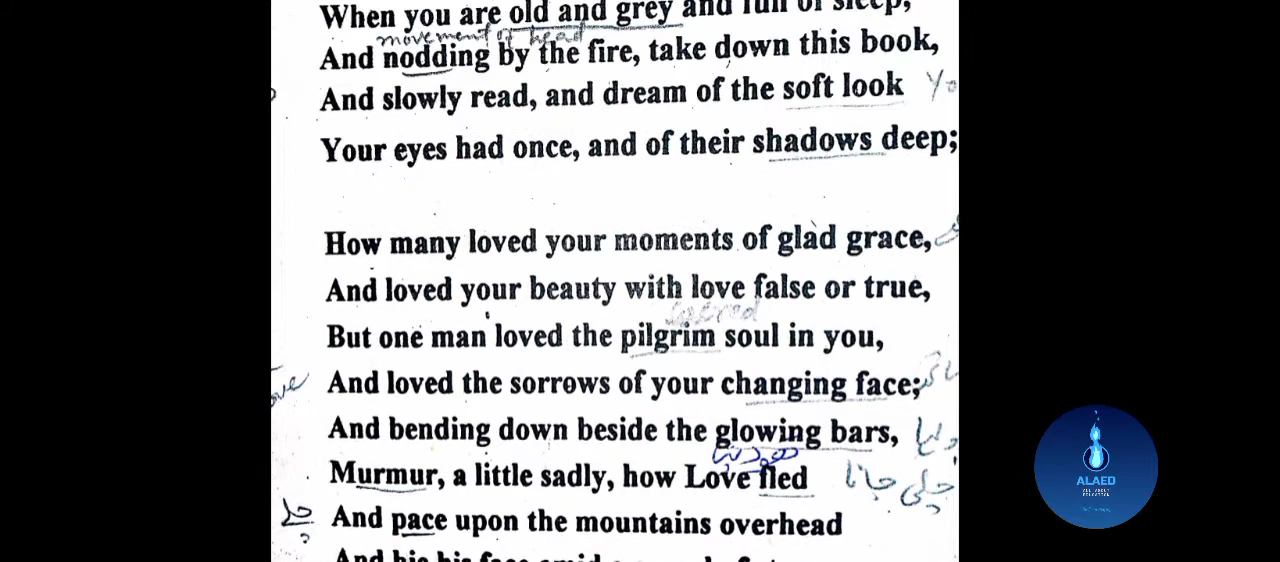 When you are old and grey and full of sleep,
movement of head
And nodding by the fire, take down this book,
And slowly read, and dream of the soft look
Your eyes had once, and of their shadows deep;
How many loved your moments of glad grace,
And loved your beauty with love false or true,
sacred
But one man loved the pilgrim soul in you,
And loved the sorrows of your changing face;
And bending down beside the glowing bars,
Murmur, a little sadly, how Love fled چلی جانا
And pace upon the mountains overhead
ALAED